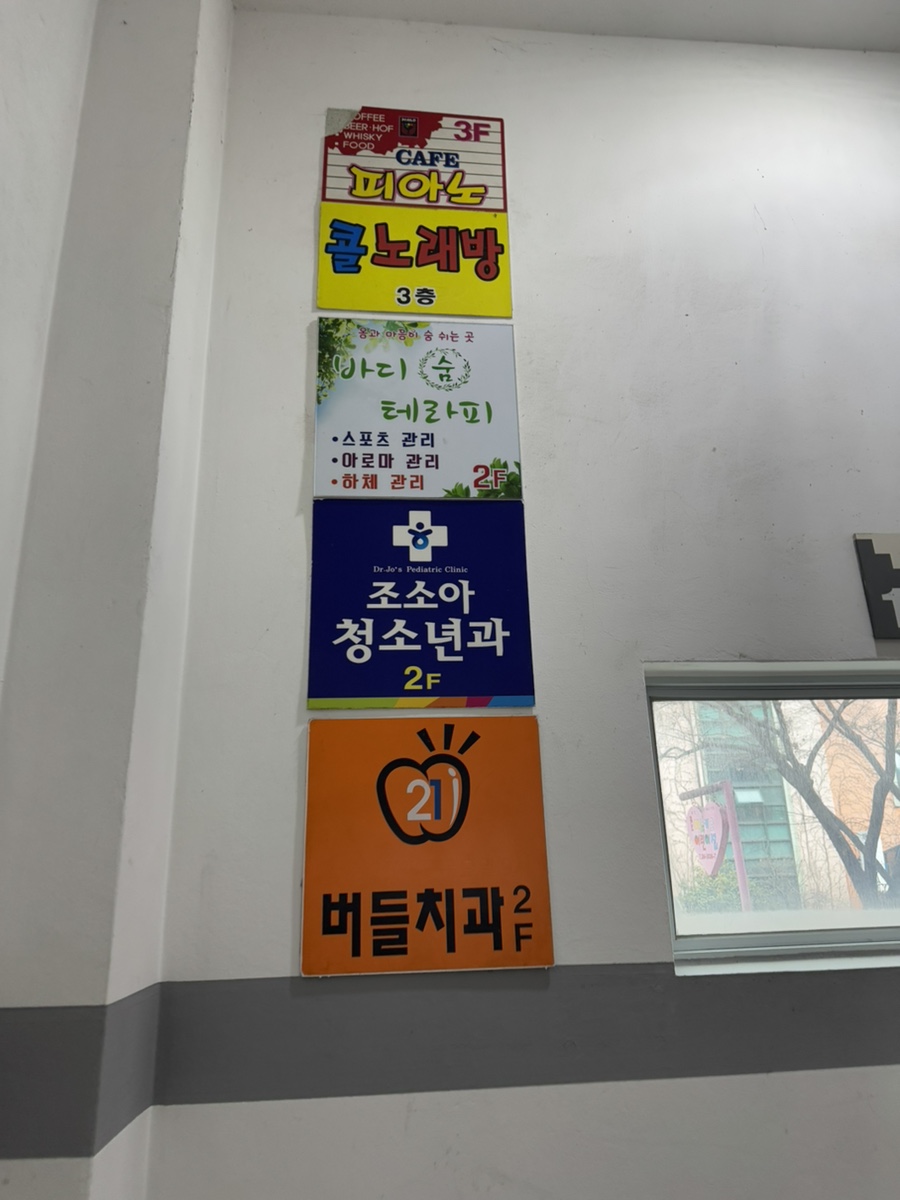 COFFEE
BEER·HOF
WHISKY
FOOD
3F
CAFE
피아노
콜노래방
3층
몸과 마음이 숨 쉬는 곳
바디 숨
테라피
•스포츠 관리
•아로마 관리
•하체 관리
2F
Dr.Jo's Pediatric Clinic
조소아
청소년과
2F
21
버들치과 2F